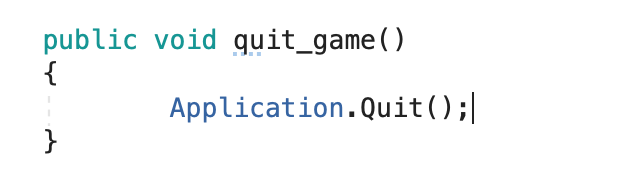 public void quit_game()
{
        Application.Quit();
}